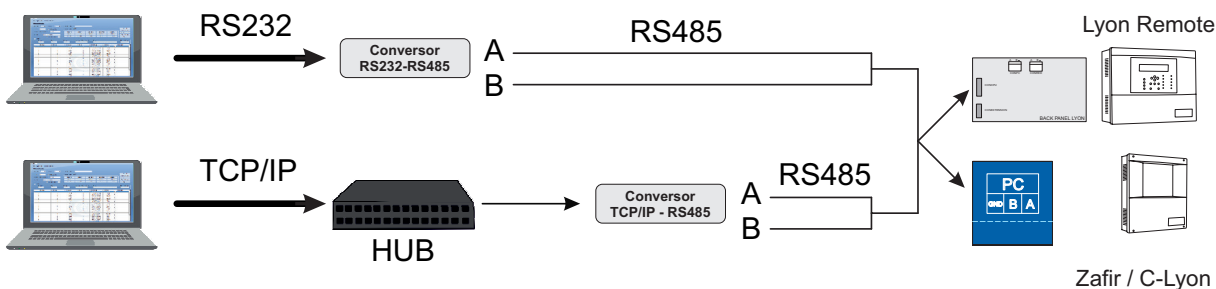 RS232
Conversor
RS232-RS485
A
B
RS485
Lyon Remote
BACK PANEL LYON
TCP/IP
HUB
Conversor
TCP/IP - RS485
A
B
RS485
PC
GND B A
Zafir / C-Lyon